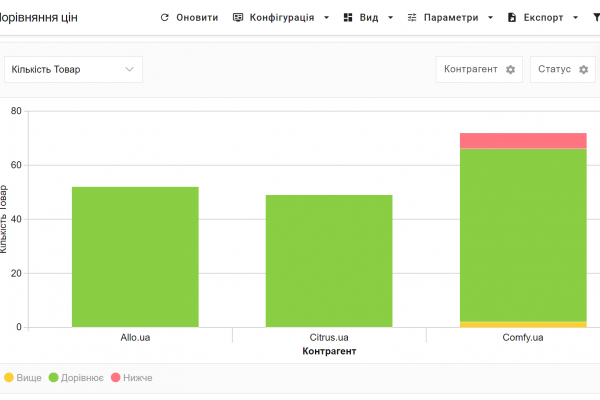 Порівняння цін Оновити Конфігурація Вид Параметри Експорт
Кількість Товар Контрагент Статус
80
60
40
20
0
Кількість Товар
Allo.ua Citrus.ua Comfy.ua
Контрагент
Вище Дорівнює Нижче